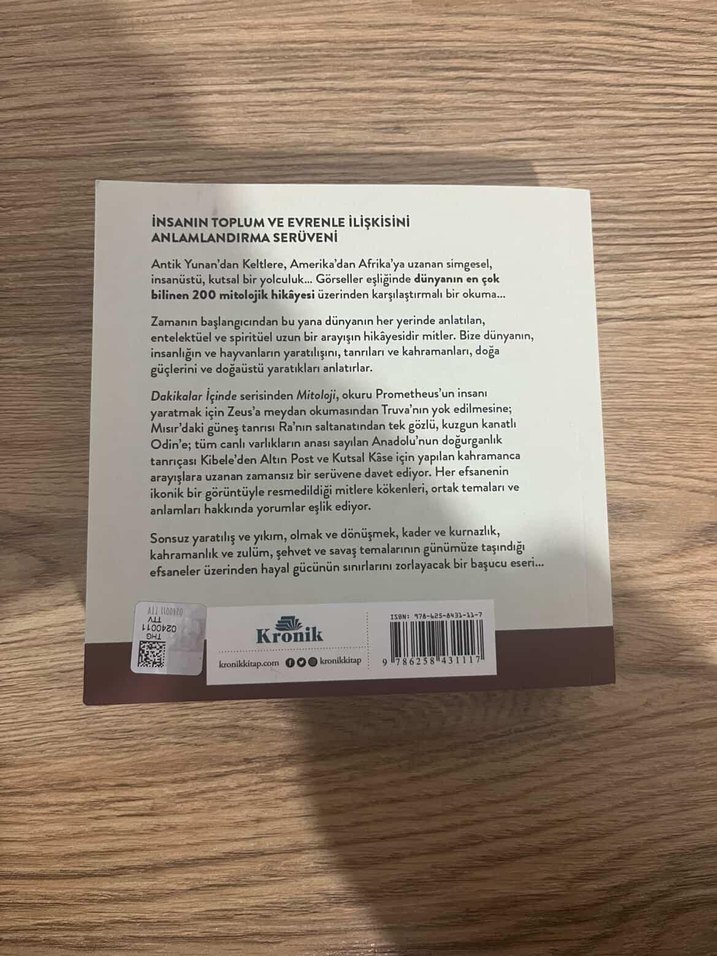 İNSANIN TOPLUM VE EVRENLE İLİŞKİSİNİ
ANLAMLANDIRMA SERÜVENİ
Antik Yunan'dan Keltlere, Amerika'dan Afrika'ya uzanan simgesel,
insanüstü, kutsal bir yolculuk... Görseller eşliğinde dünyanın en çok
bilinen 200 mitolojik hikâyesi üzerinden karşılaştırmalı bir okuma...
Zamanın başlangıcından bu yana dünyanın her yerinde anlatılan,
entelektüel ve spiritüel uzun bir arayışın hikâyesidir mitler. Bize dünyanın,
insanlığın ve hayvanların yaratılışını, tanrıları ve kahramanları, doğa
güçlerini ve doğaüstü yaratıkları anlatırlar.
Dakikalar İçinde serisinden Mitoloji, okuru Prometheus'un insanı
yaratmak için Zeus'a meydan okumasından Truva'nın yok edilmesine;
Mısır'daki güneş tanrısı Ra'nın saltanatından tek gözlü, kuzgun kanatlı
Odin'e; tüm canlı varlıkların anası sayılan Anadolu'nun doğurganlık
tanrıçası Kibele'den Altın Post ve Kutsal Kâse için yapılan kahramanca
arayışlara uzanan zamansız bir serüvene davet ediyor. Her efsanenin
ikonik bir görüntüyle resmedildiği mitlere kökenleri, ortak temaları ve
anlamları hakkında yorumlar eşlik ediyor.
Sonsuz yaratılış ve yıkım, olmak ve dönüşmek, kader ve kurnazlık,
kahramanlık ve zulüm, şehvet ve savaş temalarının günümüze taşındığı
efsaneler üzerinden hayal gücünün sınırlarını zorlayacak bir başucu eseri...
THG
0240011
TTV
Kronik
kronikkitap.com kronikkitap
ISBN: 978-625-8431-11-7
9 786258 431117